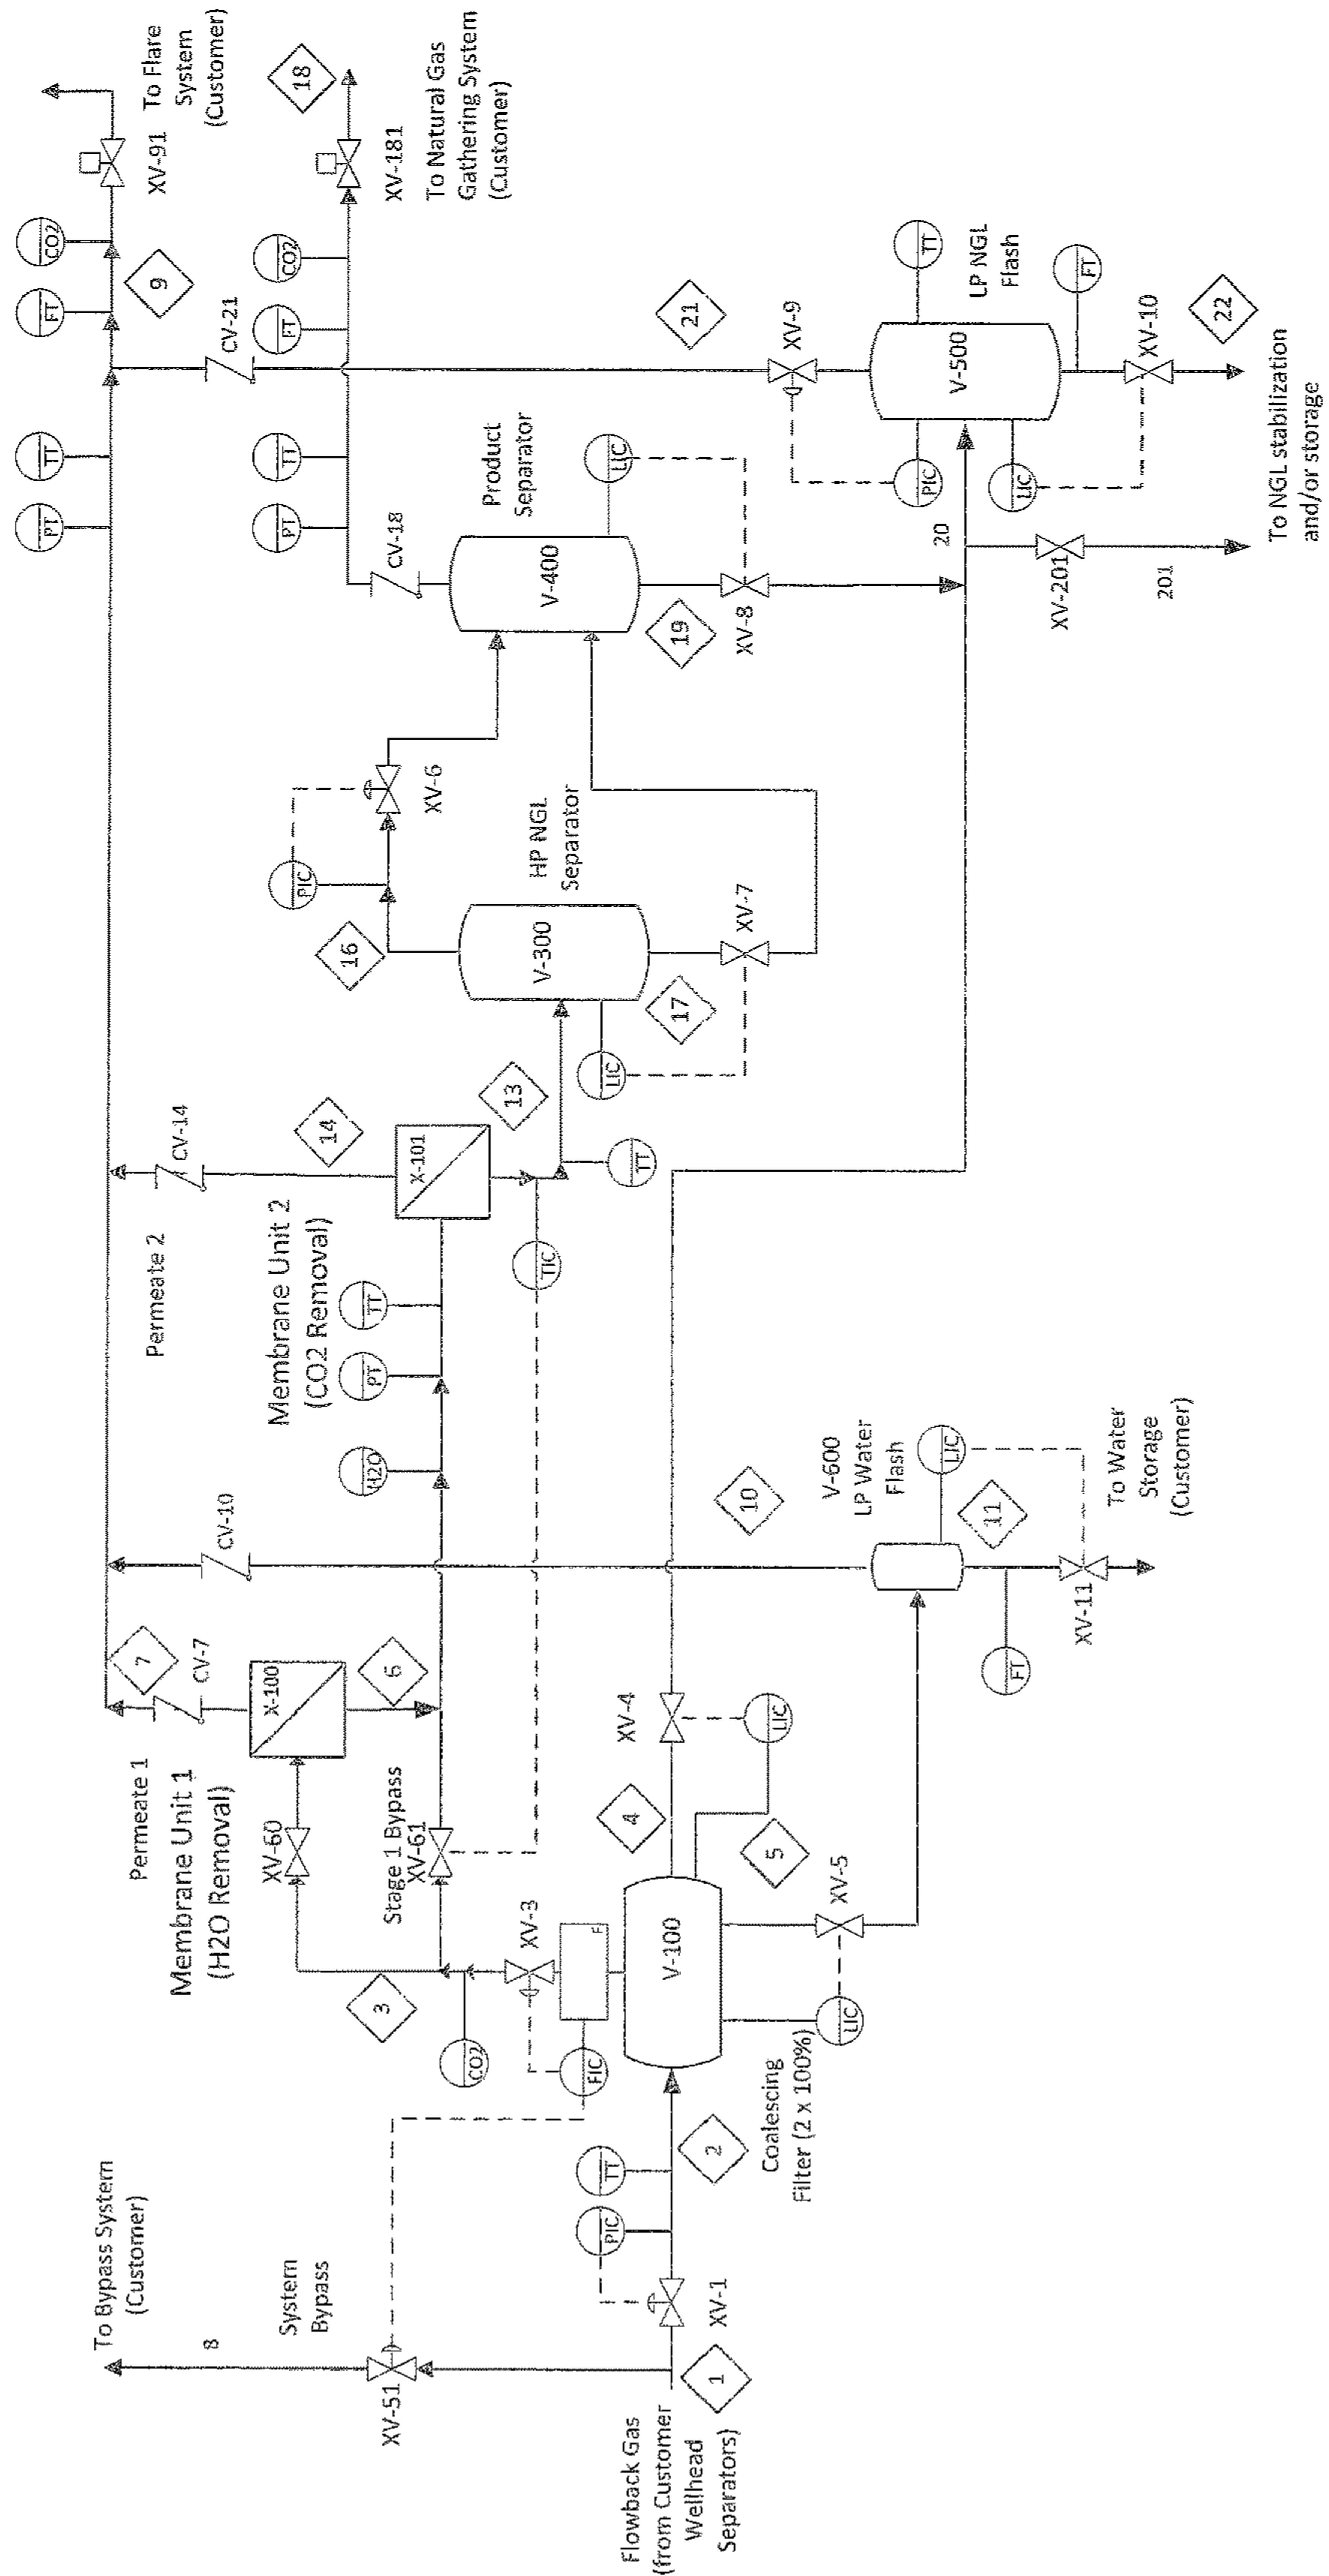 To Bypass System
(Customer)
8
System
Bypass
XV-51
Flowback Gas
(from Customer
Wellhead
Separators)
1
XV-1
PIC
TT
2
Coalescing
Filter (2 x 100%)
V-100
F
FIC
XV-3
CO2
3
LIC
XV-5
4
5
LIC
XV-4
Stage 1 Bypass
XV-61
XV-60
Permeate 1
Membrane Unit 1
(H2O Removal)
X-100
6
7
CV-7
CV-10
10
V-600
LP Water
Flash
LIC
11
FT
XV-11
To Water
Storage
(Customer)
H2O
PT
TT
Membrane Unit 2
(CO2 Removal)
Permeate 2
TIC
X-101
14
CV-14
TT
13
LIC
V-300
HP NGL
Separator
16
17
PIC
XV-6
XV-7
V-400
Product
Separator
LIC
19
XV-8
CV-18
PT
TT
FT
CO2
XV-181
18
To Natural Gas
Gathering System
(Customer)
PT
TT
FT
CO2
9
XV-91
To Flare
System
(Customer)
CV-21
21
XV-9
PIC
LIC
V-500
LP NGL
Flash
TT
FT
XV-10
22
20
XV-201
201
To NGL stabilization
and/or storage